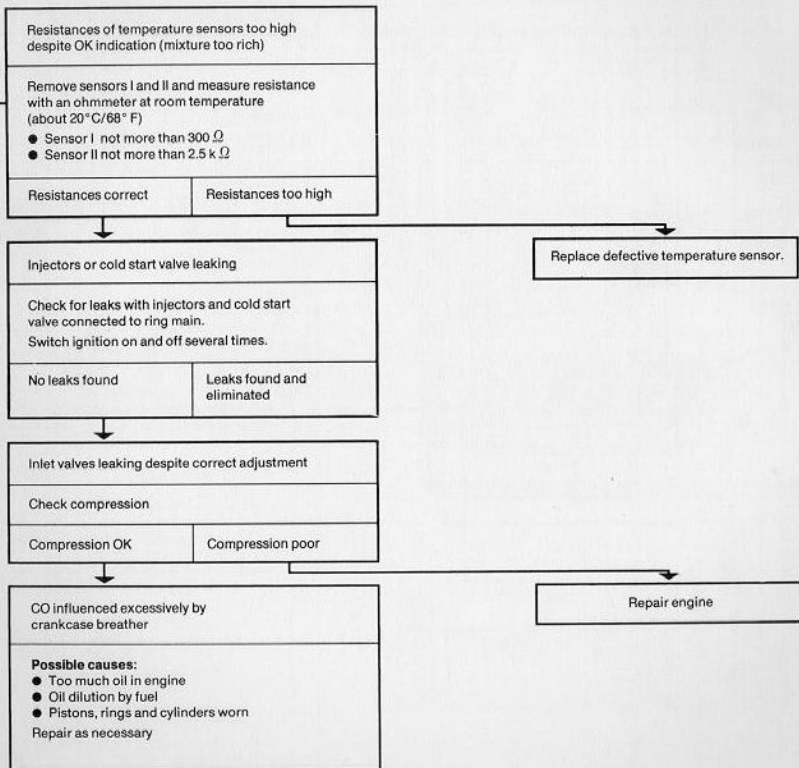 Resistances of temperature sensors too high
despite OK indication (mixture too rich)
Remove sensors I and II and measure resistance
with an ohmmeter at room temperature
(about 20°C/68° F)
● Sensor I not more than 300 Ω
● Sensor II not more than 2.5 k Ω
Resistances correct
Resistances too high
Replace defective temperature sensor.
Injectors or cold start valve leaking
Check for leaks with injectors and cold start
valve connected to ring main.
Switch ignition on and off several times.
No leaks found
Leaks found and
eliminated
Inlet valves leaking despite correct adjustment
Check compression
Compression OK
Compression poor
Repair engine
CO influenced excessively by
crankcase breather
Possible causes:
● Too much oil in engine
● Oil dilution by fuel
● Pistons, rings and cylinders worn
Repair as necessary